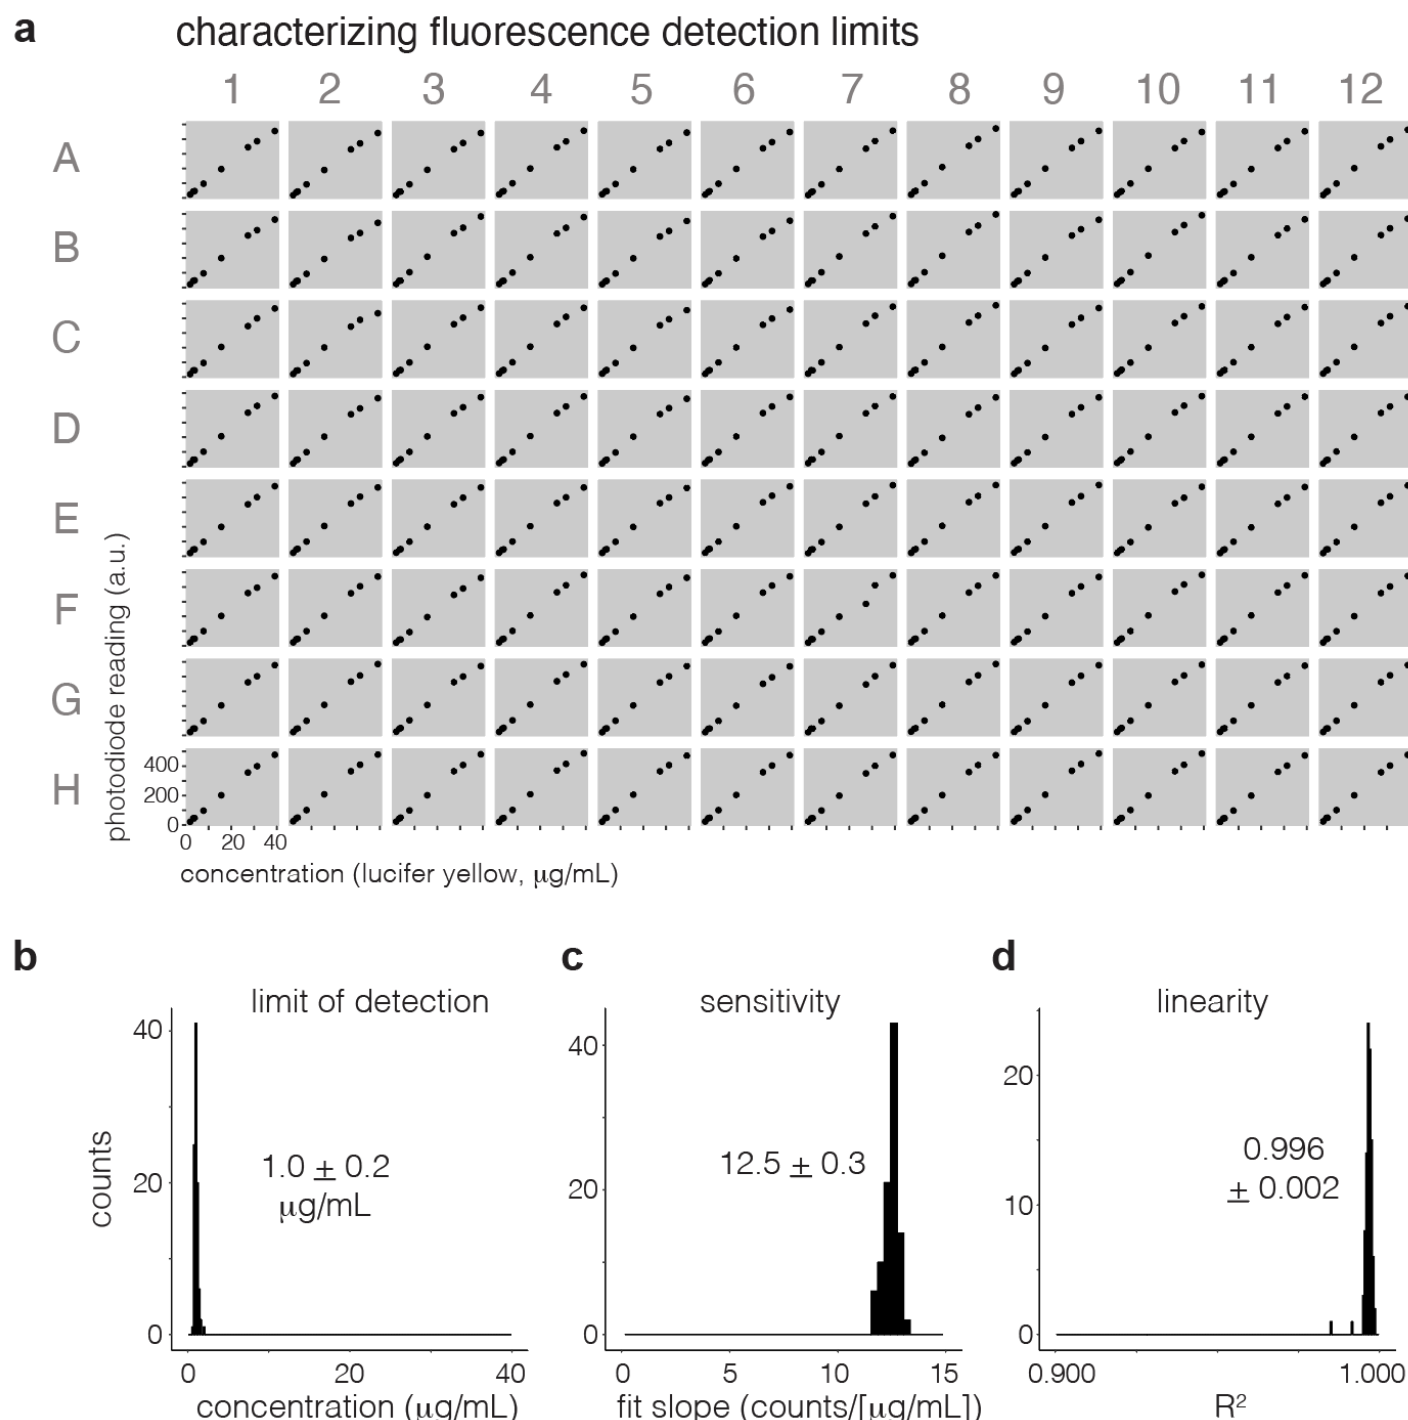 a
characterizing fluorescence detection limits
1 2 3 4 5 6 7 8 9 10 11 12
A
B
C
D
E
F
G
H
photodiode reading (a.u.)
400
200
0
0 20 40
concentration (lucifer yellow, µg/mL)
b
limit of detection
counts
40
20
0
1.0 ± 0.2
µg/mL
0 20 40
concentration (µg/mL)
c
sensitivity
40
20
0
12.5 ± 0.3
0 5 10 15
fit slope (counts/[µg/mL])
d
linearity
20
10
0
0.996
± 0.002
0.900 1.000
R²